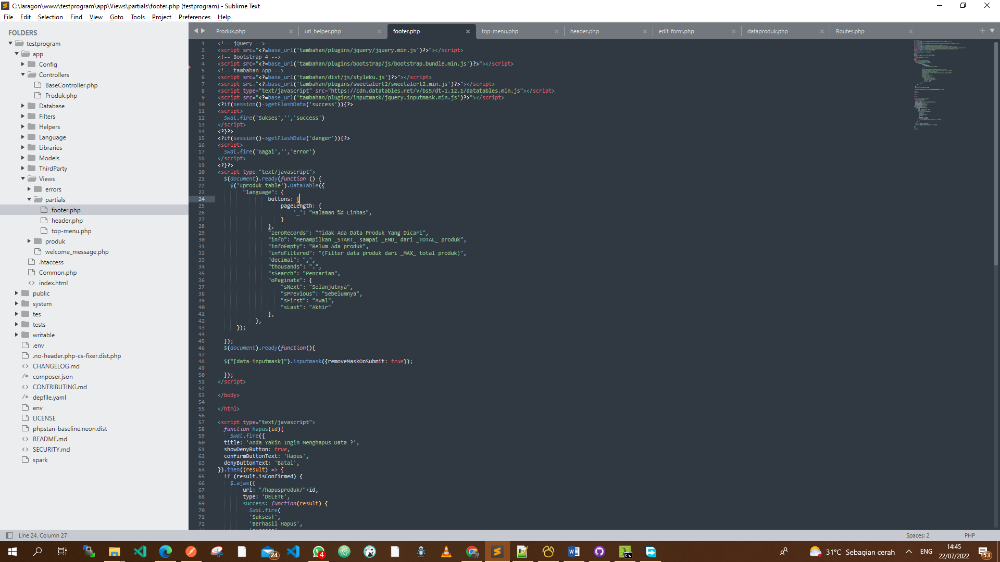 C:\laragon\www\testprogram\app\Views\partials\footer.php (testprogram) - Sublime Text
File Edit Selection Find View Goto Tools Project Preferences Help
FOLDERS
testprogram
app
Config
Controllers
BaseController.php
Produk.php
Database
Filters
Helpers
Language
Libraries
Models
ThirdParty
Views
errors
partials
footer.php
header.php
top-menu.php
produk
welcome_message.php
.htaccess
Common.php
index.html
public
system
tes
tests
writable
.env
.no-header.php-cs-fixer.dist.php
CHANGELOG.md
composer.json
CONTRIBUTING.md
depfile.yaml
env
LICENSE
phpstan-baseline.neon.dist
README.md
SECURITY.md
spark
Produk.php url_helper.php footer.php top-menu.php header.php edit-form.php dataproduk.php Routes.php
1 <!-- jQuery -->
2 <script src="<?=base_url('tambahan/plugins/jquery/jquery.min.js')?>"></script>
3 <!-- Bootstrap 4 -->
4 <script src="<?=base_url('tambahan/plugins/bootstrap/js/bootstrap.bundle.min.js')?>"></script>
5 <!-- tambahan App -->
6 <script src="<?=base_url('tambahan/dist/js/styleku.js')?>"></script>
7 <script src="<?=base_url('tambahan/plugins/sweetalert2/sweetalert2.min.js')?>"></script>
8 <script type="text/javascript" src="https://cdn.datatables.net/v/bs5/dt-1.12.1/datatables.min.js"></script>
9 <script src="<?=base_url('tambahan/plugins/inputmask/jquery.inputmask.min.js')?>"></script>
10 <?if(session()->getFlashData('success')){?>
11 <script>
12 Swal.fire('Sukses','','success')
13 </script>
14 <?}?>
15 <?if(session()->getFlashData('danger')){?>
16 <script>
17 Swal.fire('Gagal','','error')
18 </script>
19 <?}?>
20 <script type="text/javascript">
21 $(document).ready(function () {
22 $('#produk-table').DataTable({
23 "language": {
24 buttons: {
25 pageLength: {
26 '_': "Halaman %d Linhas",
27 }
28 },
29 "zeroRecords": "Tidak Ada Data Produk Yang Dicari",
30 "info": "Menampilkan _START_ sampai _END_ dari _TOTAL_ produk",
31 "infoEmpty": "Belum Ada produk",
32 "infoFiltered": "(Filter data produk dari _MAX_ total produk)",
33 "decimal": ",",
34 "thousands": ".",
35 "sSearch": "Pencarian",
36 "oPaginate": {
37 "sNext": "Selanjutnya",
38 "sPrevious": "Sebelumnya",
39 "sFirst": "Awal",
40 "sLast": "Akhir"
41 },
42 },
43 });
44
45 });
46 $(document).ready(function(){
47
48 $("[data-inputmask]").inputmask({removeMaskOnSubmit: true});
49
50 });
51 </script>
52
53 </body>
54
55 </html>
56
57 <script type="text/javascript">
58 function hapus(id){
59 Swal.fire({
60 title: 'Anda Yakin Ingin Menghapus Data ?',
61 showDenyButton: true,
62 confirmButtonText: 'Hapus',
63 denyButtonText: 'Batal',
64 }).then((result) => {
65 if (result.isConfirmed) {
66 $.ajax({
67 url: "/hapusproduk/"+id,
68 type: 'DELETE',
69 success: function(result) {
70 Swal.fire(
71 'Sukses!',
72 'Berhasil Hapus',
Line 24, Column 27 Spaces: 2 PHP
24 4 31°C Sebagian cerah ENG 14:45
22/07/2022 53